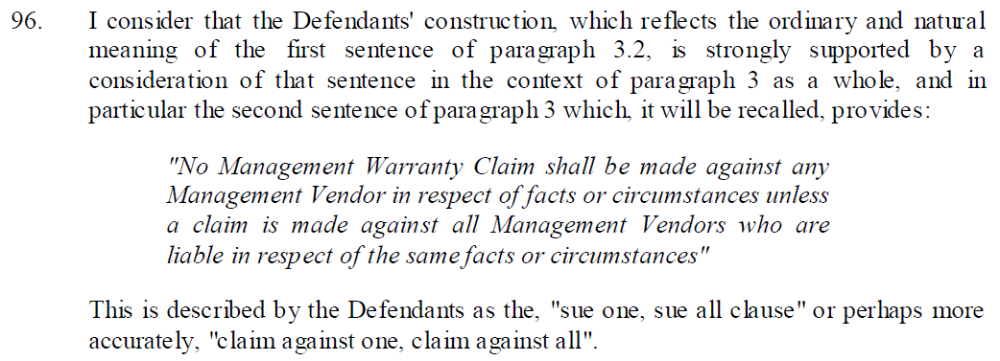 96. I consider that the Defendants' construction, which reflects the ordinary and natural
meaning of the first sentence of paragraph 3.2, is strongly supported by a
consideration of that sentence in the context of paragraph 3 as a whole, and in
particular the second sentence of paragraph 3 which, it will be recalled, provides:
"No Management Warranty Claim shall be made against any
Management Vendor in respect of facts or circumstances unless
a claim is made against all Management Vendors who are
liable in respect of the same facts or circumstances"
This is described by the Defendants as the, "sue one, sue all clause" or perhaps more
accurately, "claim against one, claim against all".